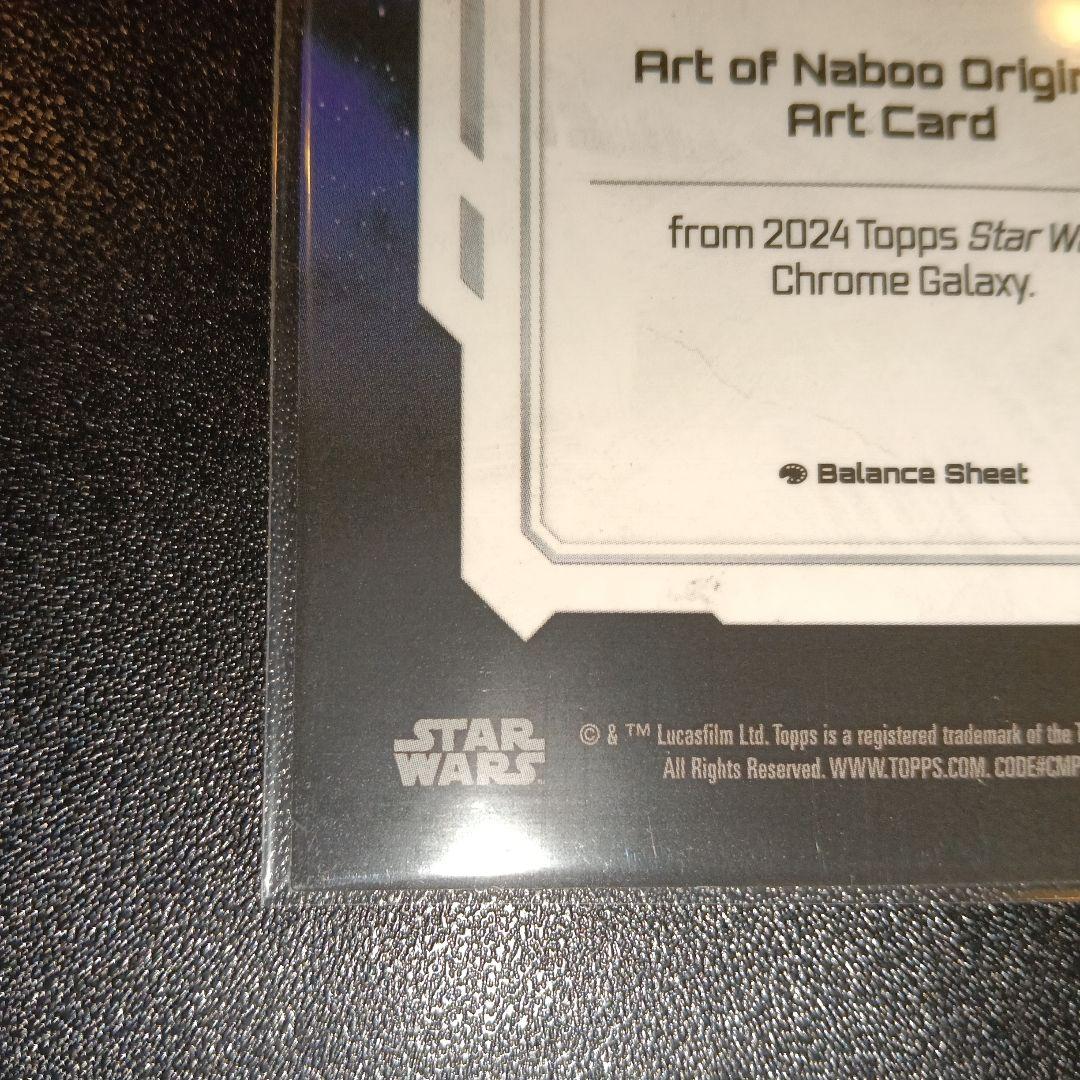 Art of Naboo Origin
Art Card
from 2024 Topps Star W
Chrome Galaxy.
Balance Sheet
STAR
WARS
© & ™ Lucasfilm Ltd. Topps is a registered trademark of the T
All Rights Reserved. WWW.TOPPS.COM. CODE#CMP